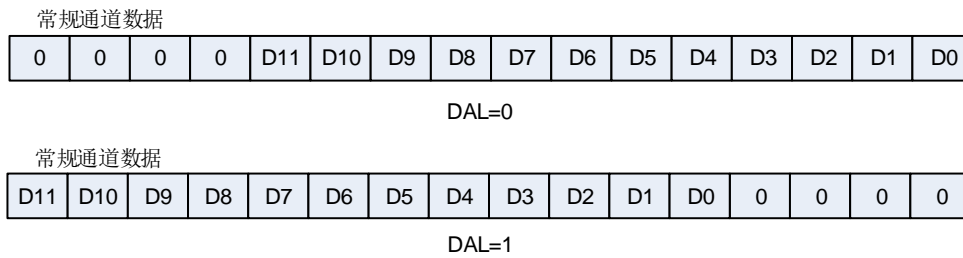 常规通道数据
0 0 0 0 D11 D10 D9 D8 D7 D6 D5 D4 D3 D2 D1 D0
DAL=0
常规通道数据
D11 D10 D9 D8 D7 D6 D5 D4 D3 D2 D1 D0 0 0 0 0
DAL=1